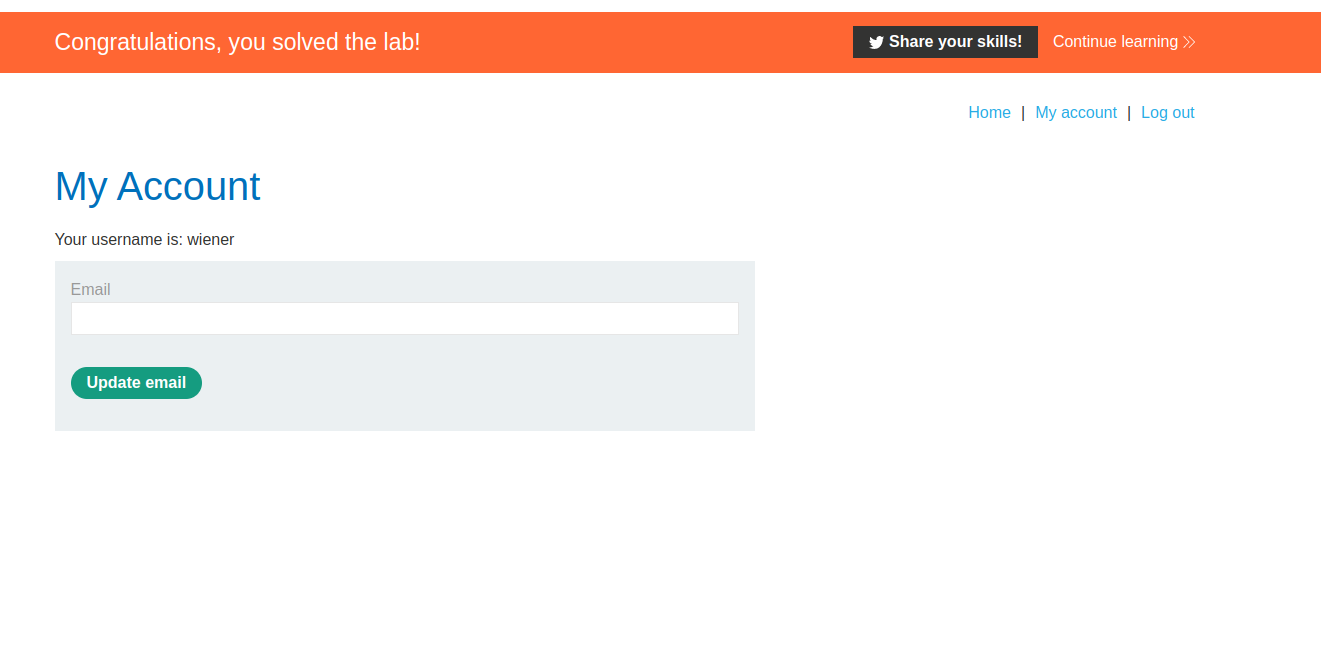 Congratulations, you solved the lab!
Share your skills!
Continue learning
Home | My account | Log out
My Account
Your username is: wiener
Email
Update email